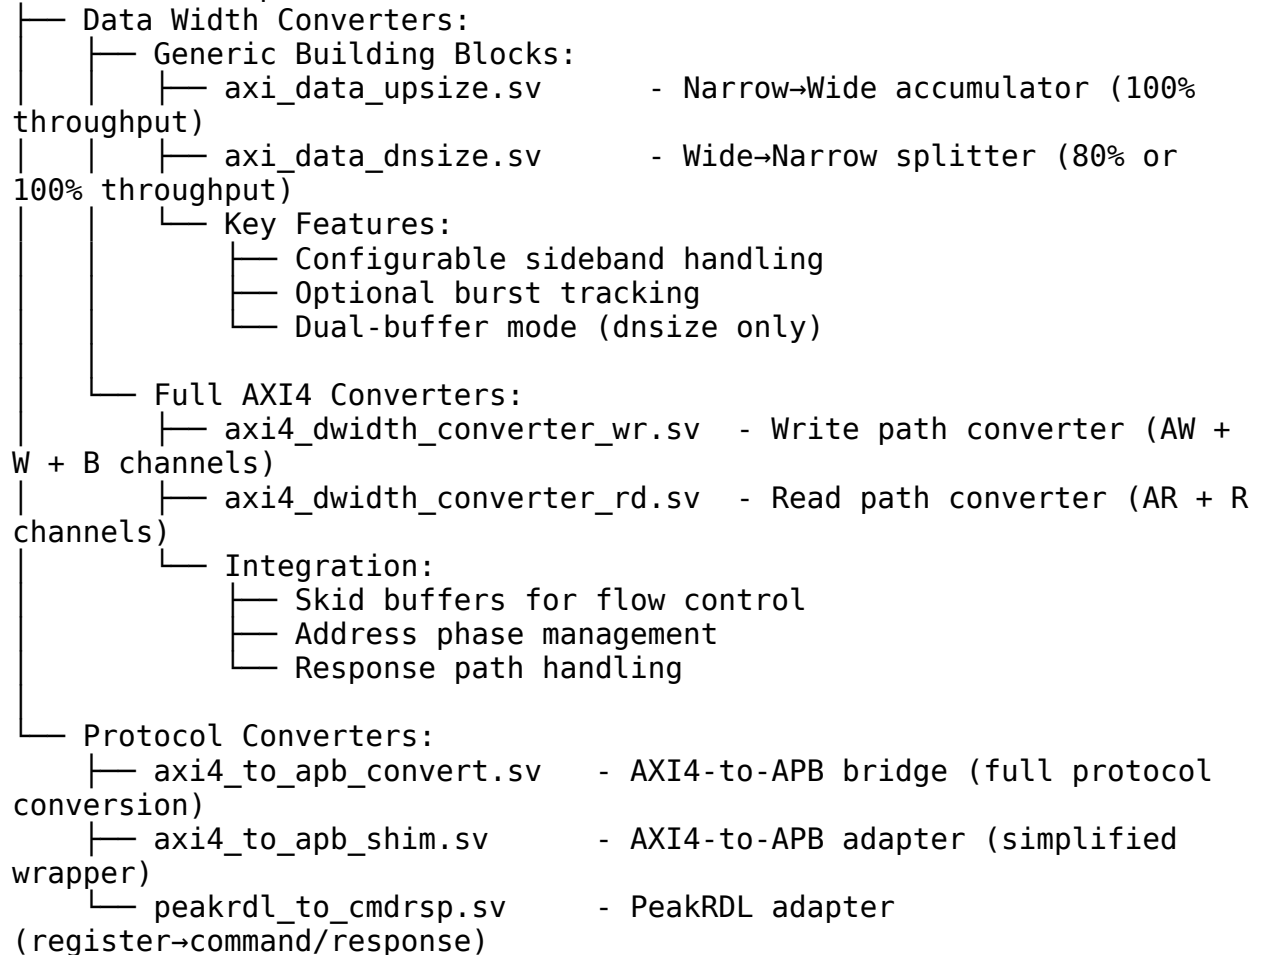 ├── Data Width Converters:
│   ├── Generic Building Blocks:
│   │   ├── axi_data_upsize.sv      - Narrow→Wide accumulator (100%
throughput)
│   │   ├── axi_data_dnsize.sv      - Wide→Narrow splitter (80% or
100% throughput)
│   │   └── Key Features:
│   │       ├── Configurable sideband handling
│   │       ├── Optional burst tracking
│   │       └── Dual-buffer mode (dnsize only)
│   │
│   └── Full AXI4 Converters:
│       ├── axi4_dwidth_converter_wr.sv  - Write path converter (AW +
W + B channels)
│       ├── axi4_dwidth_converter_rd.sv  - Read path converter (AR + R
channels)
│       └── Integration:
│           ├── Skid buffers for flow control
│           ├── Address phase management
│           └── Response path handling
│
└── Protocol Converters:
    ├── axi4_to_apb_convert.sv   - AXI4-to-APB bridge (full protocol
conversion)
    ├── axi4_to_apb_shim.sv      - AXI4-to-APB adapter (simplified
wrapper)
    └── peakrdl_to_cmdrsp.sv     - PeakRDL adapter
(register→command/response)